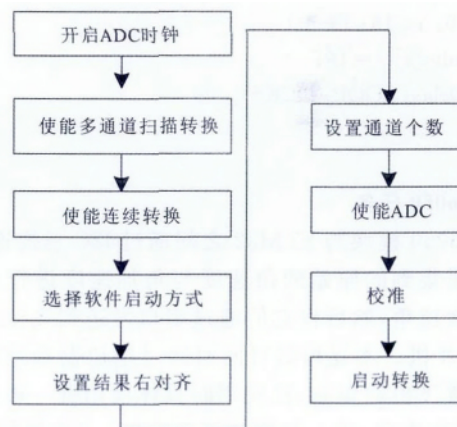 开启ADC时钟
使能多通道扫描转换
使能连续转换
选择软件启动方式
设置结果右对齐
设置通道个数
使能ADC
校准
启动转换